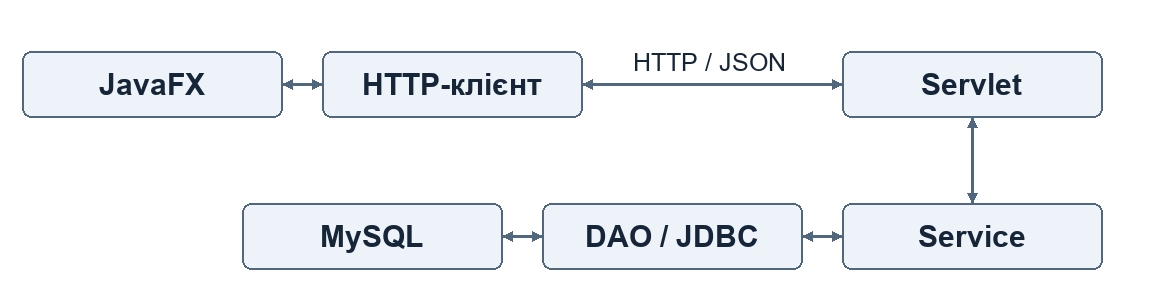 JavaFX
HTTP-клієнт
HTTP / JSON
Servlet
MySQL
DAO / JDBC
Service